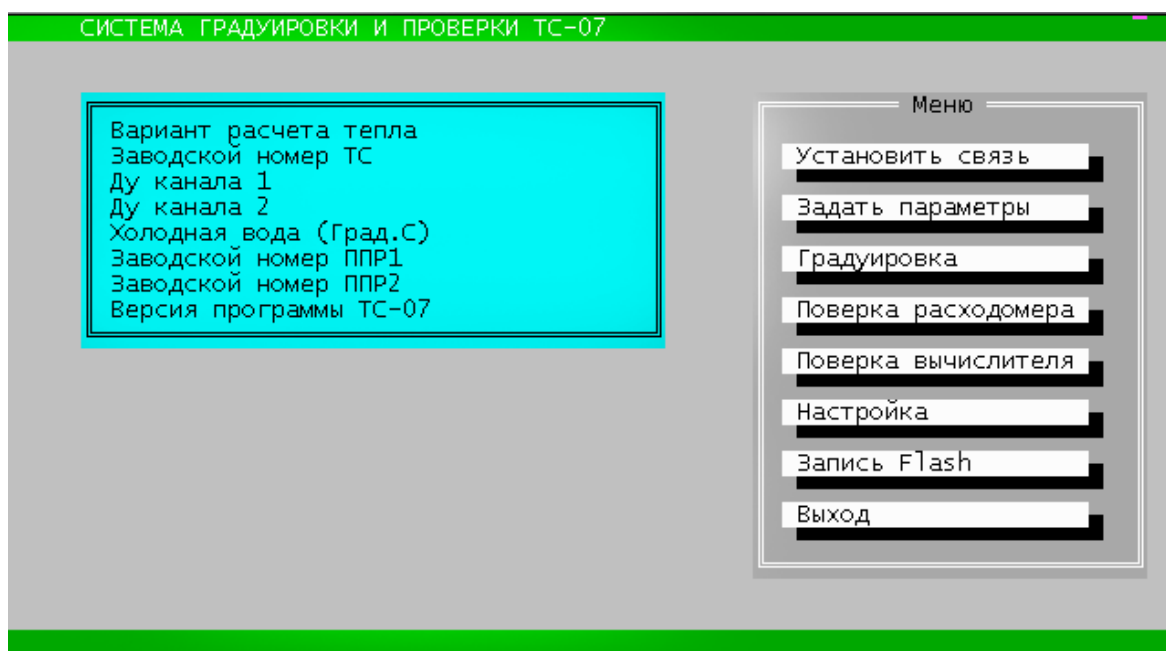 СИСТЕМА ГРАДУИРОВКИ И ПРОВЕРКИ ТС-07
Вариант расчета тепла
Заводской номер ТС
Ду канала 1
Ду канала 2
Холодная вода (Град.С)
Заводской номер ППР1
Заводской номер ППР2
Версия программы ТС-07
Меню
Установить связь
Задать параметры
Градуировка
Поверка расходомера
Поверка вычислителя
Настройка
Запись Flash
Выход